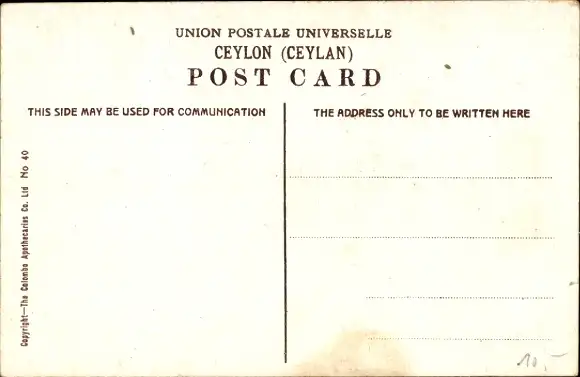 UNION POSTALE UNIVERSELLE
CEYLON (CEYLAN)
POST CARD
THIS SIDE MAY BE USED FOR COMMUNICATION
THE ADDRESS ONLY TO BE WRITTEN HERE
Copyright—The Colombo Apothecaries Co. Ltd No 40
10,-